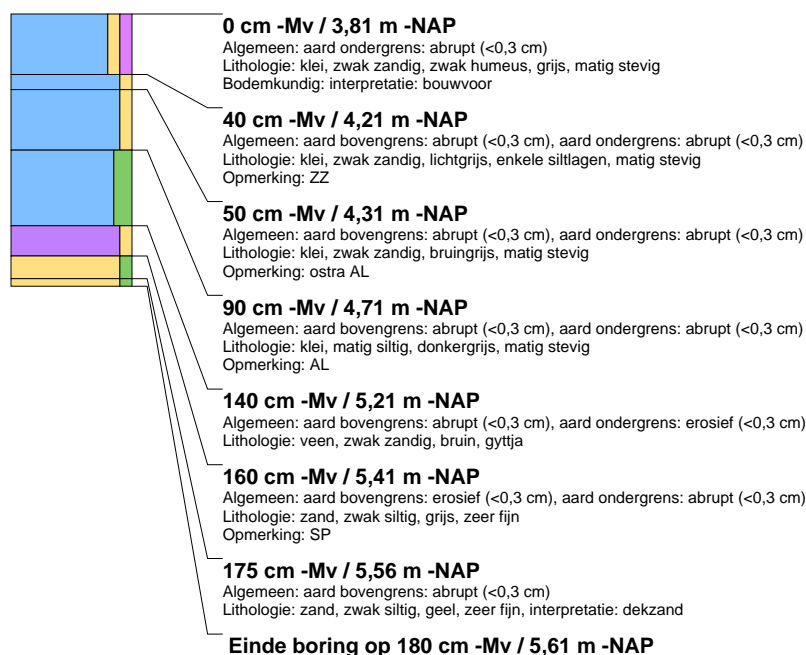 0 cm -Mv / 3,81 m -NAP
Algemeen: aard ondergrens: abrupt (<0,3 cm)
Lithologie: klei, zwak zandig, zwak humeus, grijs, matig stevig
Bodemkundig: interpretatie: bouwvoor
40 cm -Mv / 4,21 m -NAP
Algemeen: aard bovengrens: abrupt (<0,3 cm), aard ondergrens: abrupt (<0,3 cm)
Lithologie: klei, zwak zandig, lichtgrijs, enkele siltlagen, matig stevig
Opmerking: ZZ
50 cm -Mv / 4,31 m -NAP
Algemeen: aard bovengrens: abrupt (<0,3 cm), aard ondergrens: abrupt (<0,3 cm)
Lithologie: klei, zwak zandig, bruingrijs, matig stevig
Opmerking: ostra AL
90 cm -Mv / 4,71 m -NAP
Algemeen: aard bovengrens: abrupt (<0,3 cm), aard ondergrens: abrupt (<0,3 cm)
Lithologie: klei, matig siltig, donkergrijs, matig stevig
Opmerking: AL
140 cm -Mv / 5,21 m -NAP
Algemeen: aard bovengrens: abrupt (<0,3 cm), aard ondergrens: erosief (<0,3 cm)
Lithologie: veen, zwak zandig, bruin, gyttja
160 cm -Mv / 5,41 m -NAP
Algemeen: aard bovengrens: erosief (<0,3 cm), aard ondergrens: abrupt (<0,3 cm)
Lithologie: zand, zwak siltig, grijs, zeer fijn
Opmerking: SP
175 cm -Mv / 5,56 m -NAP
Algemeen: aard bovengrens: abrupt (<0,3 cm)
Lithologie: zand, zwak siltig, geel, zeer fijn, interpretatie: dekzand
Einde boring op 180 cm -Mv / 5,61 m -NAP